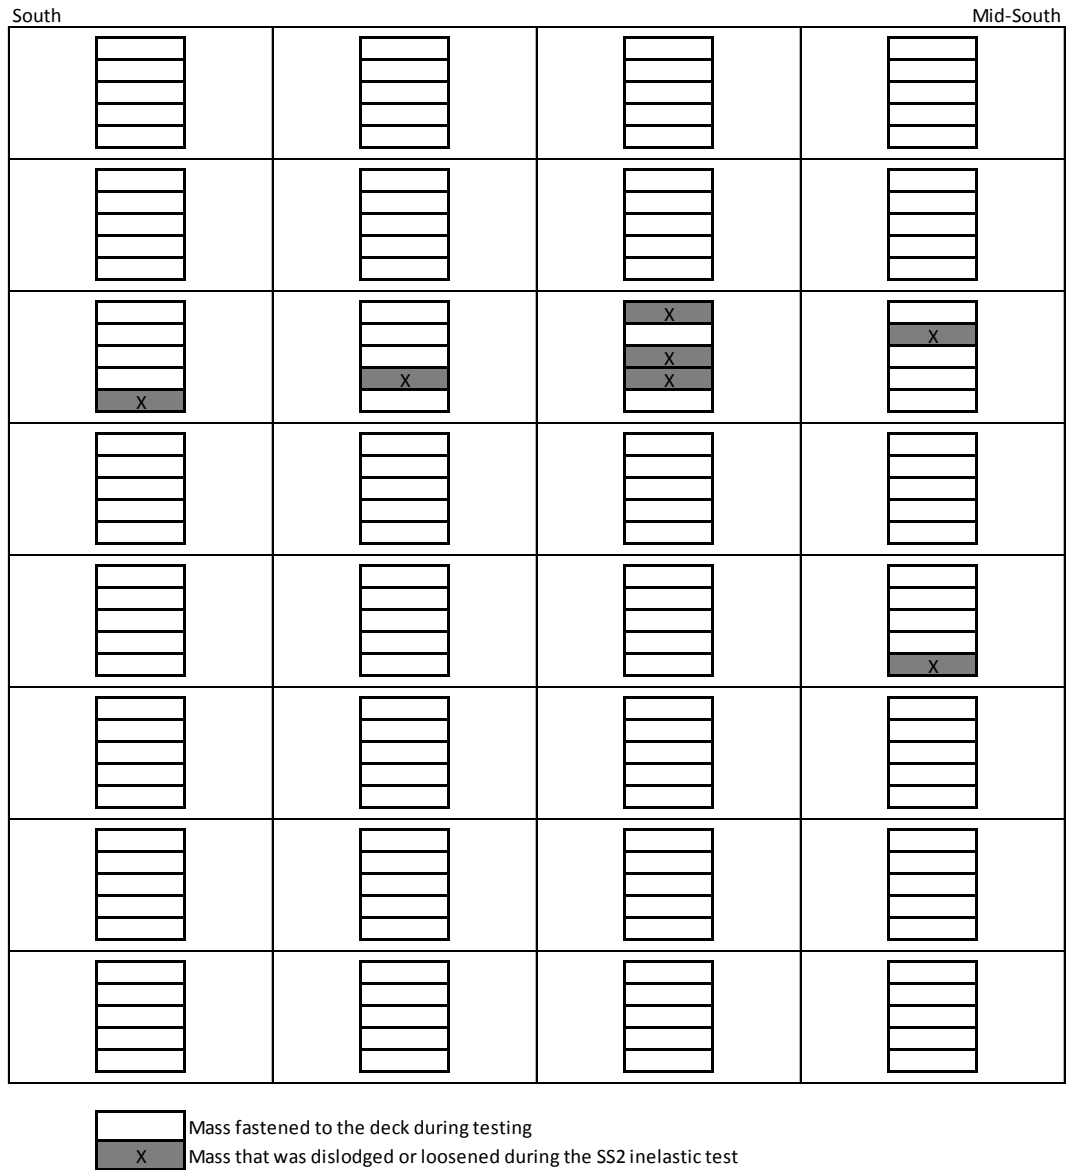 South Mid-South
X
X
X
X
X
X
X
Mass fastened to the deck during testing
X Mass that was dislodged or loosened during the SS2 inelastic test